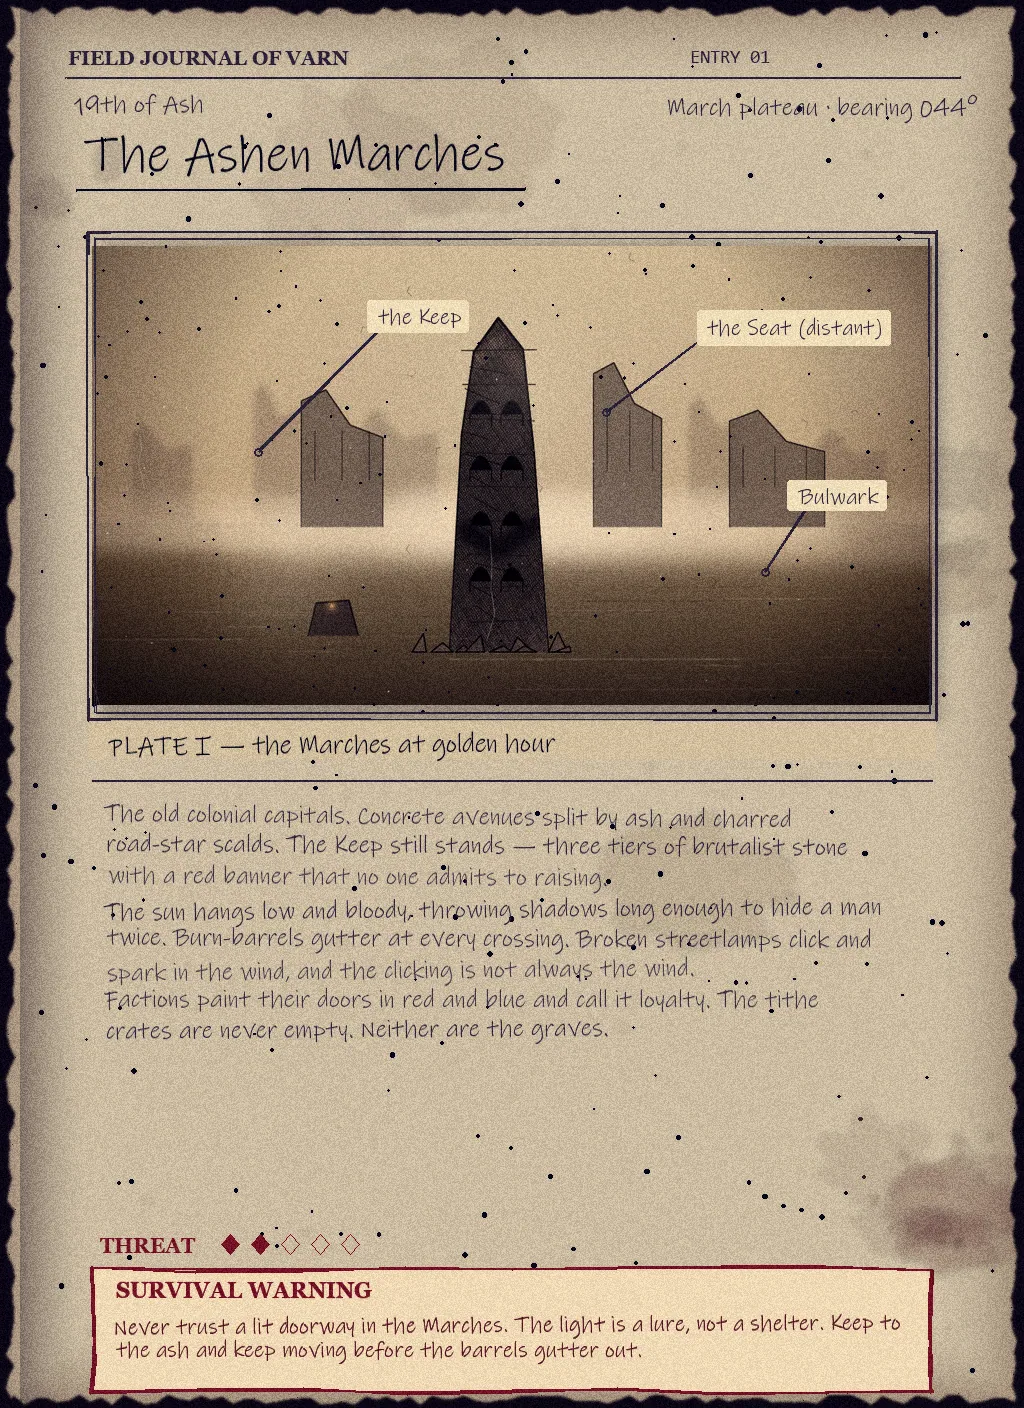 FIELD JOURNAL OF VARN
ENTRY 01
19th of Ash
March plateau · bearing 044°
The Ashen Marches
the Keep
the Seat (distant)
Bulwark
PLATE I — the Marches at golden hour
The old colonial capitals. Concrete avenues split by ash and charred
road-star scalds. The Keep still stands — three tiers of brutalist stone
with a red banner that no one admits to raising.
The sun hangs low and bloody, throwing shadows long enough to hide a man
twice. Burn-barrels gutter at every crossing. Broken streetlamps click and
spark in the wind, and the clicking is not always the wind.
Factions paint their doors in red and blue and call it loyalty. The tithe
crates are never empty. Neither are the graves.
THREAT
SURVIVAL WARNING
Never trust a lit doorway in the Marches. The light is a lure, not a shelter. Keep to
the ash and keep moving before the barrels gutter out.